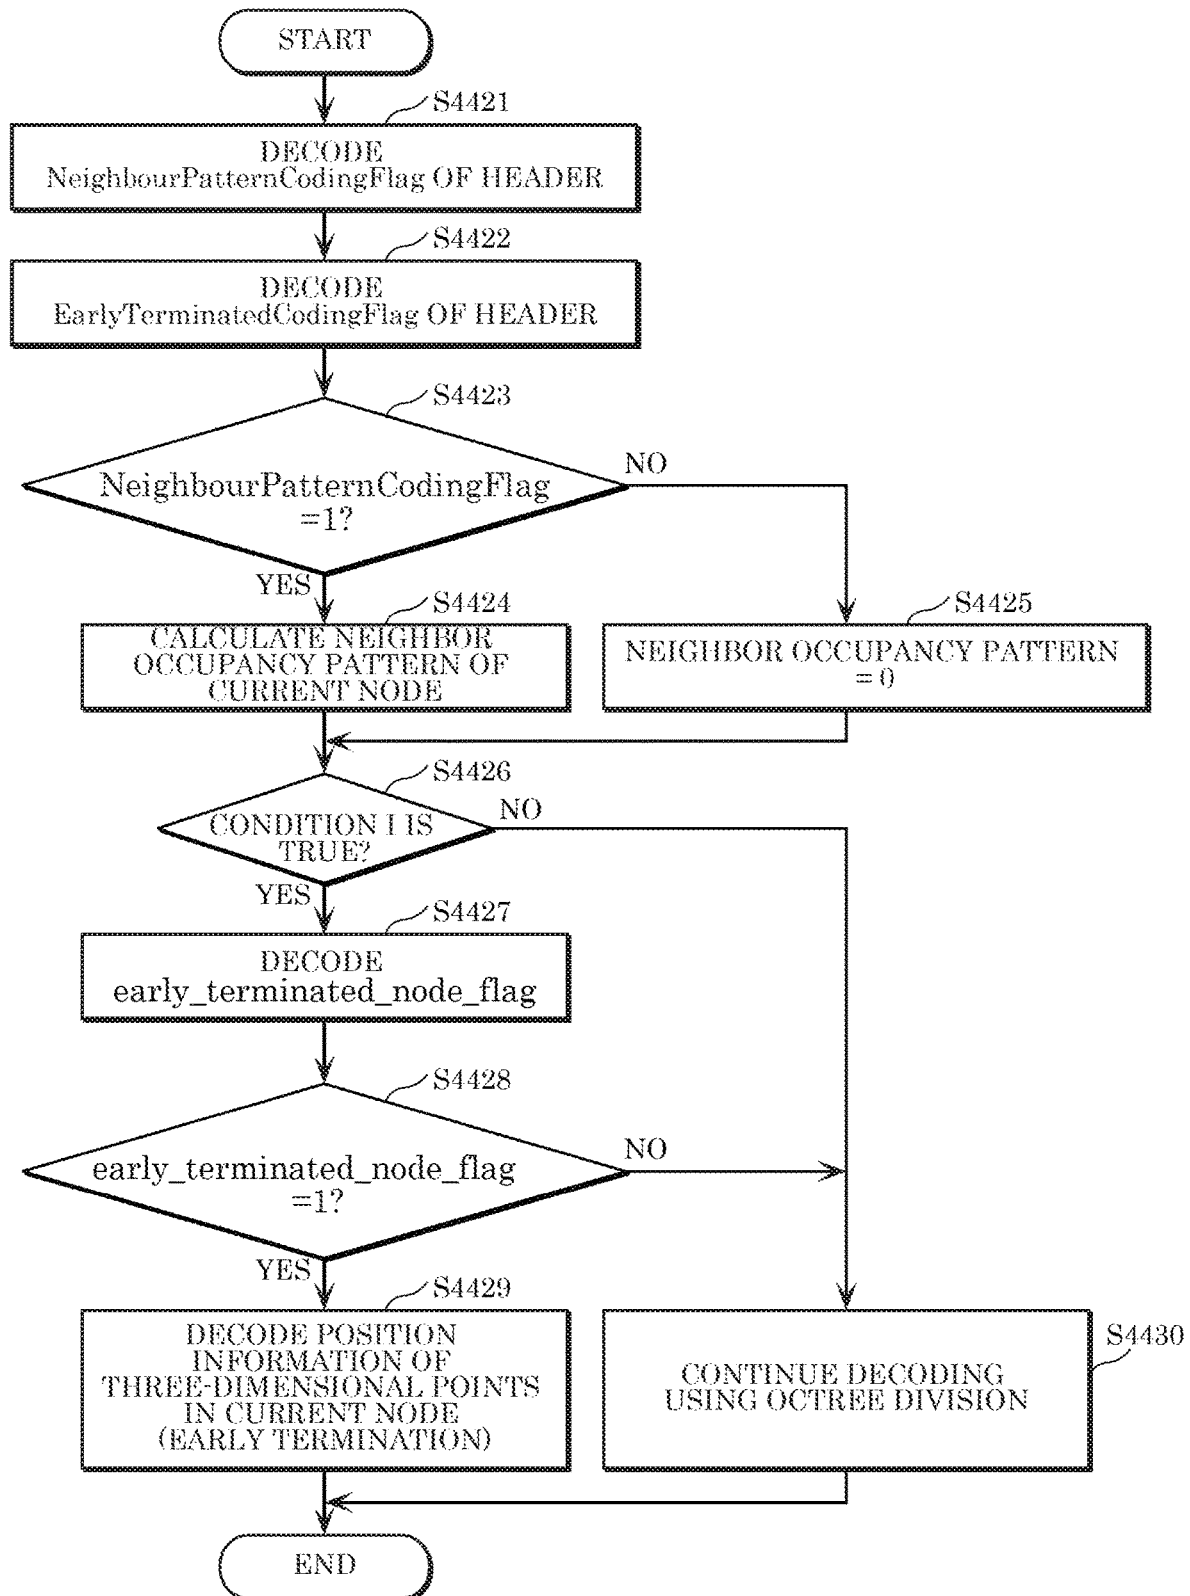 START
S4421
DECODE
NeighbourPatternCodingFlag OF HEADER
S4422
DECODE
EarlyTerminatedCodingFlag OF HEADER
S4423
NeighbourPatternCodingFlag
=1?
NO
YES
S4424
CALCULATE NEIGHBOR
OCCUPANCY PATTERN OF
CURRENT NODE
S4425
NEIGHBOR OCCUPANCY PATTERN
= 0
S4426
CONDITION I IS
TRUE?
NO
YES
S4427
DECODE
early_terminated_node_flag
S4428
early_terminated_node_flag
=1?
NO
YES
S4429
DECODE POSITION
INFORMATION OF
THREE-DIMENSIONAL POINTS
IN CURRENT NODE
(EARLY TERMINATION)
S4430
CONTINUE DECODING
USING OCTREE DIVISION
END